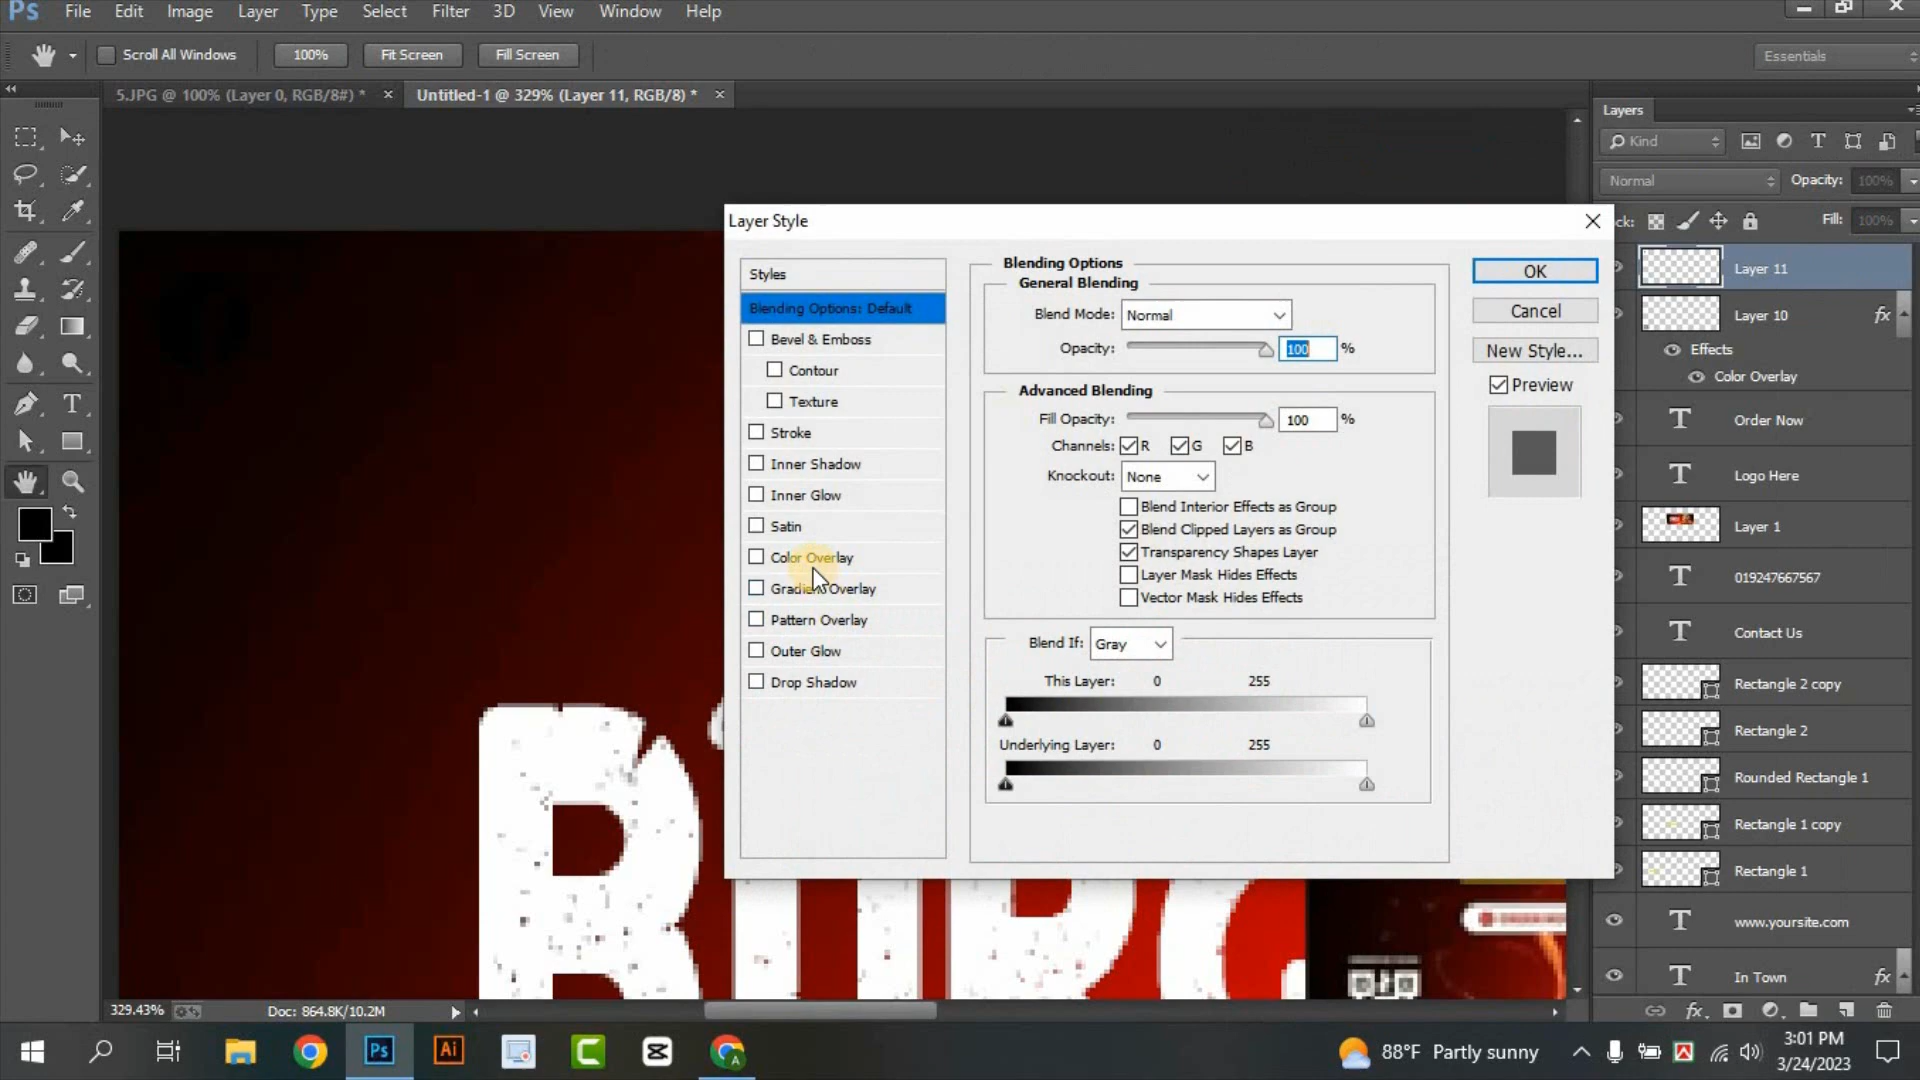 Ps File Edit Image Layer Type Select Filter 3D View Window Help
Scroll All Windows 100% Fit Screen Fill Screen Essentials
5.JPG @ 100% (Layer 0, RGB/8#) * × Untitled-1 @ 329% (Layer 11, RGB/8) * ×
Layers
Kind
Normal Opacity: 100%
Fill: 100%
Layer Style
Styles
Blending Options: Default
Bevel & Emboss
Contour
Texture
Stroke
Inner Shadow
Inner Glow
Satin
Color Overlay
Gradient Overlay
Pattern Overlay
Outer Glow
Drop Shadow
Blending Options
General Blending
Blend Mode: Normal
Opacity: 100 %
Advanced Blending
Fill Opacity: 100 %
Channels: R G B
Knockout: None
Blend Interior Effects as Group
Blend Clipped Layers as Group
Transparency Shapes Layer
Layer Mask Hides Effects
Vector Mask Hides Effects
Blend If: Gray
This Layer: 0 255
Underlying Layer: 0 255
OK
Cancel
New Style...
Preview
Layer 11
Layer 10 fx
Effects
Color Overlay
T Order Now
T Logo Here
Layer 1
T 019247667567
T Contact Us
Rectangle 2 copy
Rectangle 2
Rounded Rectangle 1
Rectangle 1 copy
Rectangle 1
T www.yoursite.com
T In Town fx
329.43% Doc: 864.8K/10.2M
Ps Ai 88°F Partly sunny 3:01 PM
3/24/2023